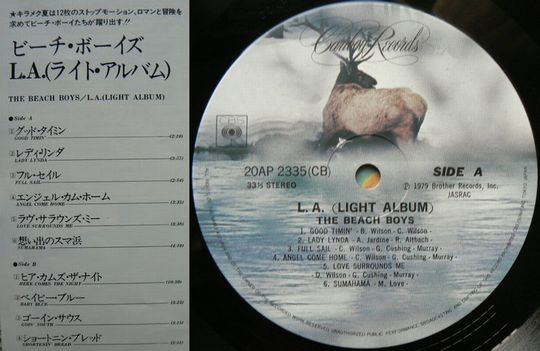 ★キラメク夏は12枚のストップモーション、ロマンと冒険を
求めてビーチ・ボーイたちが躍り出す!!
ビーチ・ボーイズ
L.A.(ライト・アルバム)
THE BEACH BOYS/L.A.(LIGHT ALBUM)
●Side A
①グッド・タイミン
GOOD TIMIN'
②レディ・リンダ
LADY LYNDA
③フル・セイル
FULL SAIL
④エンジェル・カム・ホーム
ANGEL COME HOME
⑤ラヴ・サラウンズ・ミー
LOVE SURROUNDS ME
⑥想い出のスマ浜
SUMAHAMA
●Side B
①ヒア・カムズ・ザ・ナイト
HERE COMES THE NIGHT
②ベイビー・ブルー
BABY BLUE
③ゴーイン・サウス
GOIN' SOUTH
④ショートニン・ブレッド
SHORTENIN' BREAD
Caribou Records
CBS
20AP 2335(CB)
33⅓ STEREO
SIDE A
Ⓟ 1979 Brother Records, Inc.
JASRAC
L.A. (LIGHT ALBUM)
THE BEACH BOYS
1. GOOD TIMIN' - B. Wilson - C. Wilson -
2. LADY LYNDA - A. Jardine - R. Altbach -
3. FULL SAIL - C. Wilson - G. Cushing - Murray -
4. ANGEL COME HOME - C. Wilson - G. Cushing - Murray -
5. LOVE SURROUNDS ME
D. Wilson - G. Cushing - Murray -
6. SUMAHAMA - M. Love -